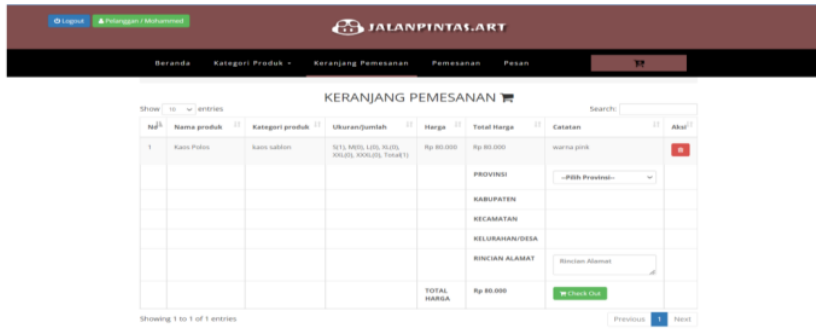 Logout Pelanggan / Mohammed
JALANPINTAS.ART
Beranda Kategori Produk Keranjang Pemesanan Pemesanan Pesan
KERANJANG PEMESANAN
Show 10 entries Search:
No Nama produk Kategori produk Ukuran/Jumlah Harga Total Harga Catatan Aksi
1 Kaos Polos kaos sablon S(1), M(0), L(0), XL(0), Rp 80.000 Rp 80.000 warna pink
XXL(0), XXXL(0), Total(1)
PROVINSI --Pilih Provinsi--
KABUPATEN
KECAMATAN
KELURAHAN/DESA
RINCIAN ALAMAT Rincian Alamat
TOTAL HARGA Rp 80.000 Check Out
Showing 1 to 1 of 1 entries Previous 1 Next